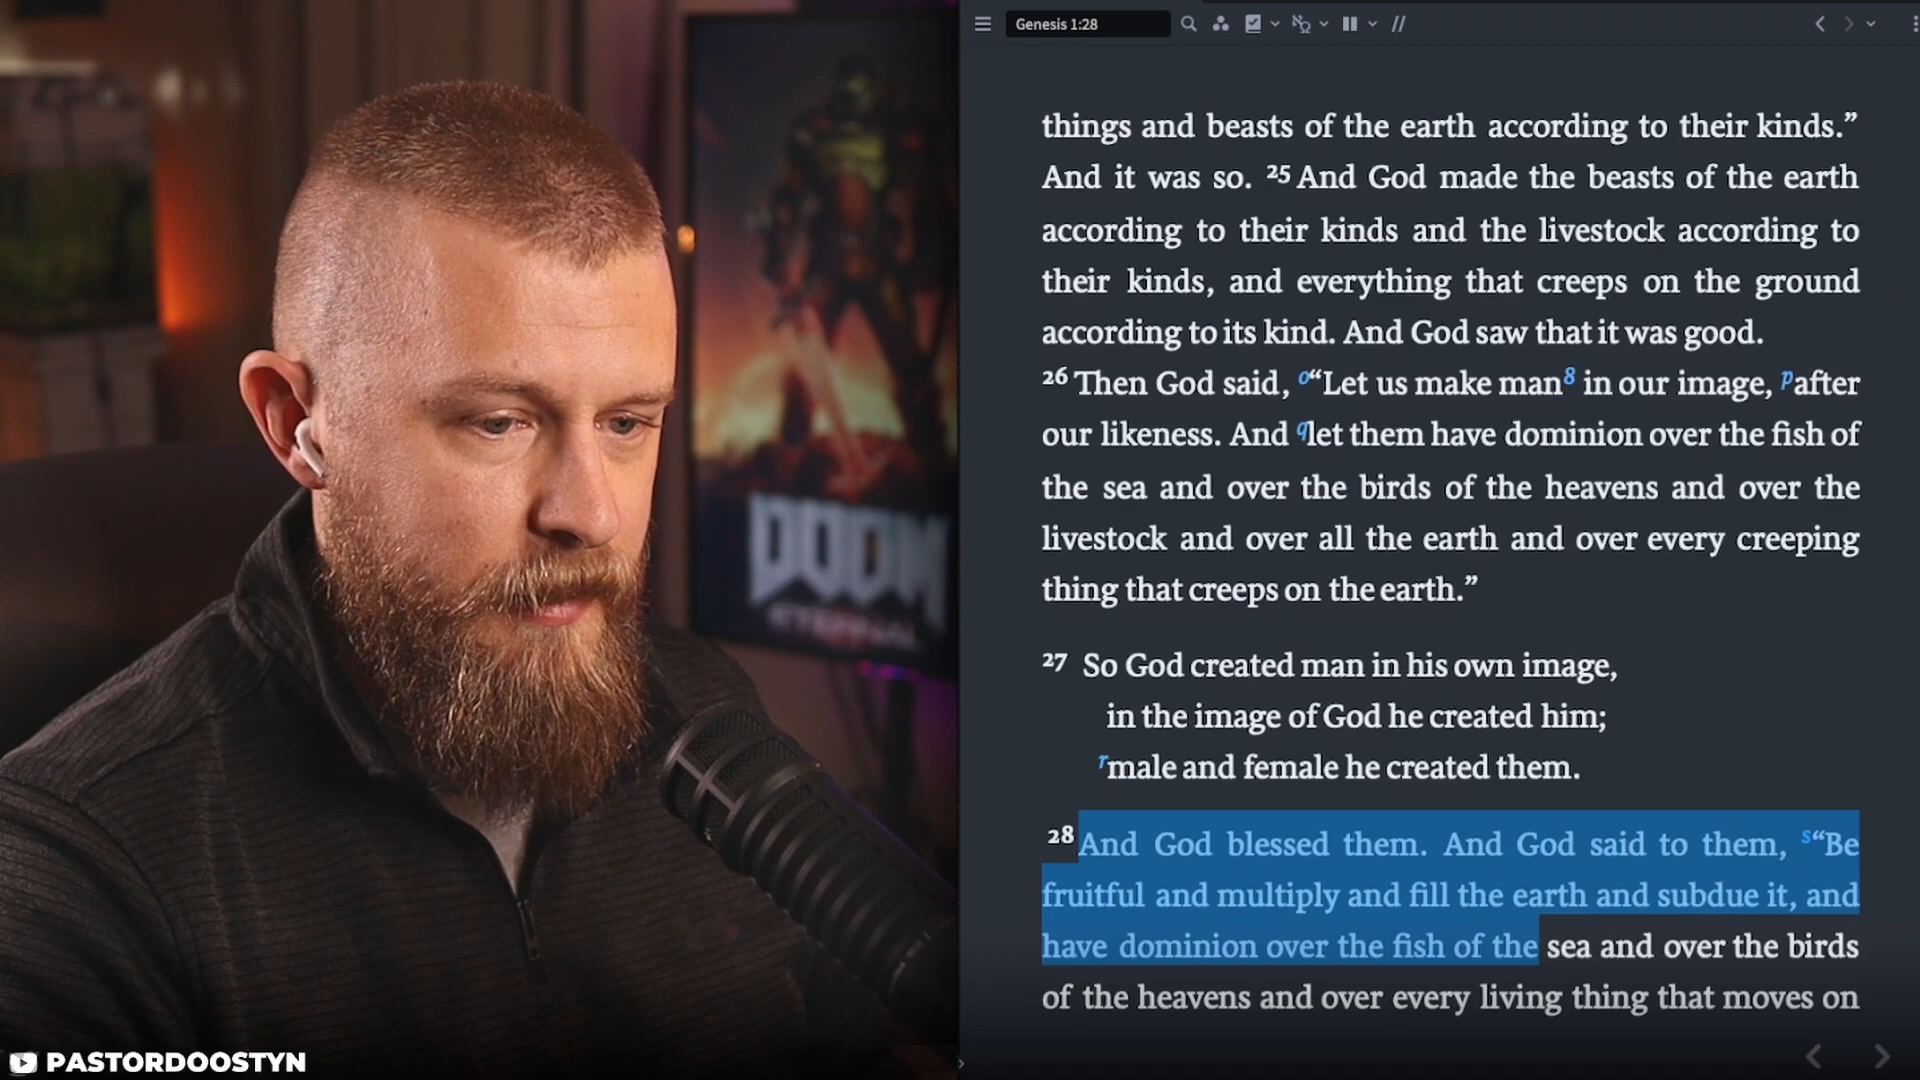 Genesis 1:28
things and beasts of the earth according to their kinds.”
And it was so. 25 And God made the beasts of the earth
according to their kinds and the livestock according to
their kinds, and everything that creeps on the ground
according to its kind. And God saw that it was good.
26 Then God said, o“Let us make man8 in our image, pafter
our likeness. And qlet them have dominion over the fish of
the sea and over the birds of the heavens and over the
livestock and over all the earth and over every creeping
thing that creeps on the earth.”
27 So God created man in his own image,
in the image of God he created him;
rmale and female he created them.
28 And God blessed them. And God said to them, s“Be
fruitful and multiply and fill the earth and subdue it, and
have dominion over the fish of the sea and over the birds
of the heavens and over every living thing that moves on
DOOM
ETERNAL
PASTORDOOSTYN